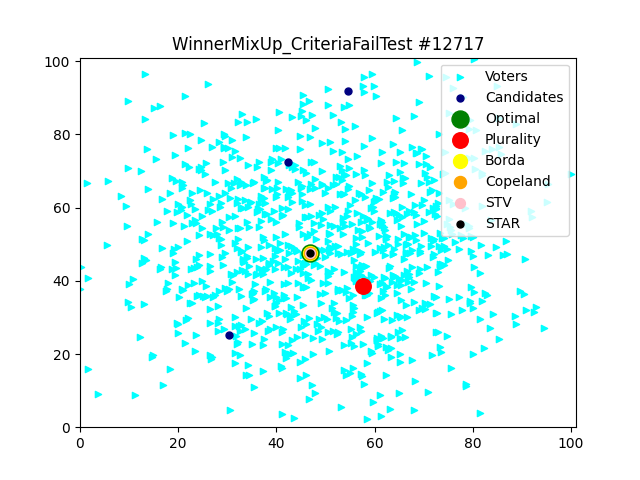 WinnerMixUp_CriteriaFailTest #12717
100
80
60
40
20
0
0
20
40
60
80
100
Voters
Candidates
Optimal
Plurality
Borda
Copeland
STV
STAR